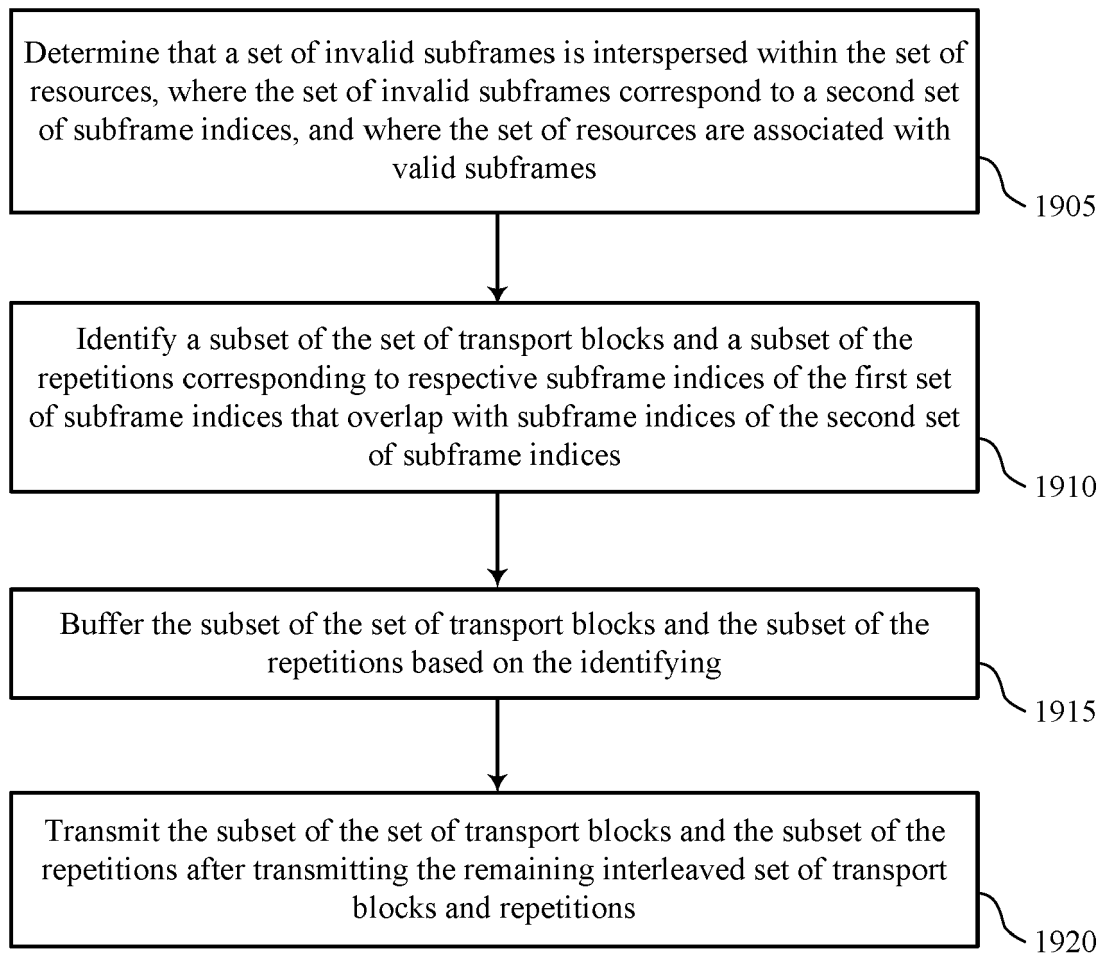 Determine that a set of invalid subframes is interspersed within the set of
resources, where the set of invalid subframes correspond to a second set
of subframe indices, and where the set of resources are associated with
valid subframes
1905
Identify a subset of the set of transport blocks and a subset of the
repetitions corresponding to respective subframe indices of the first set
of subframe indices that overlap with subframe indices of the second set
of subframe indices
1910
Buffer the subset of the set of transport blocks and the subset of the
repetitions based on the identifying
1915
Transmit the subset of the set of transport blocks and the subset of the
repetitions after transmitting the remaining interleaved set of transport
blocks and repetitions
1920